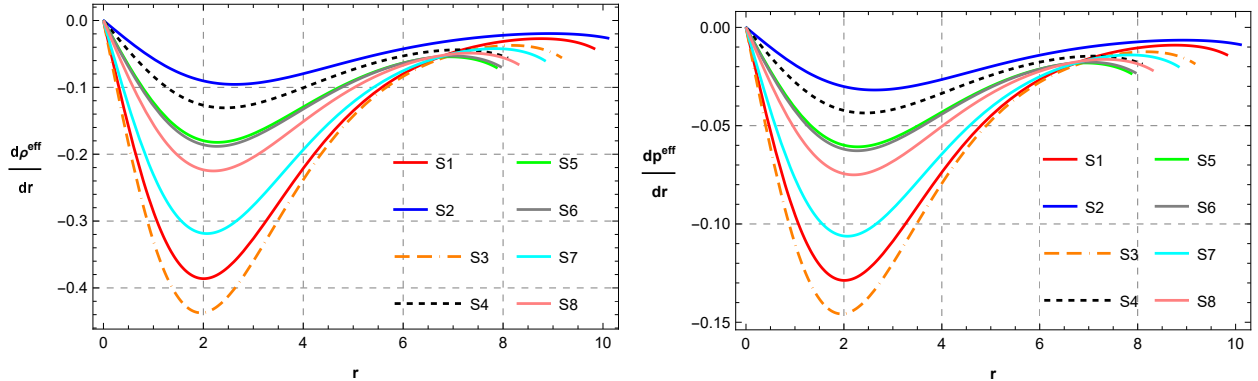 0.0
−0.1
−0.2
−0.3
−0.4
dρ^eff
dr
0 2 4 6 8 10
r
S1 S5
S2 S6
S3 S7
S4 S8
0.00
−0.05
−0.10
−0.15
dp^eff
dr
0 2 4 6 8 10
r
S1 S5
S2 S6
S3 S7
S4 S8